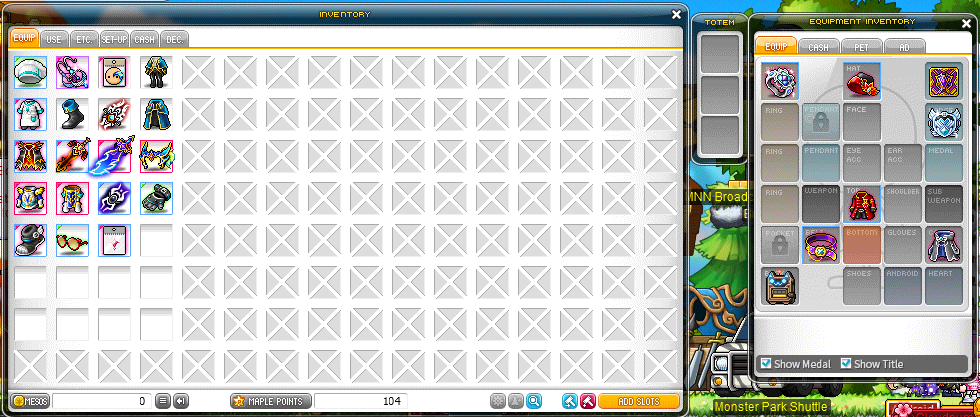 INVENTORY
EQUIP USE ETC. SET-UP CASH DEC.
MESOS 0 MAPLE POINTS 104 ADD SLOTS
TOTEM
EQUIPMENT INVENTORY
EQUIP CASH PET AD
HAT
RING PENDANT FACE
RING PENDANT EYE ACC EAR ACC MEDAL
RING WEAPON TOP SHOULDER SUB WEAPON
POCKET BELT BOTTOM GLOVES
SHOES ANDROID HEART
Show Medal Show Title
MNN Broad
Monster Park Shuttle